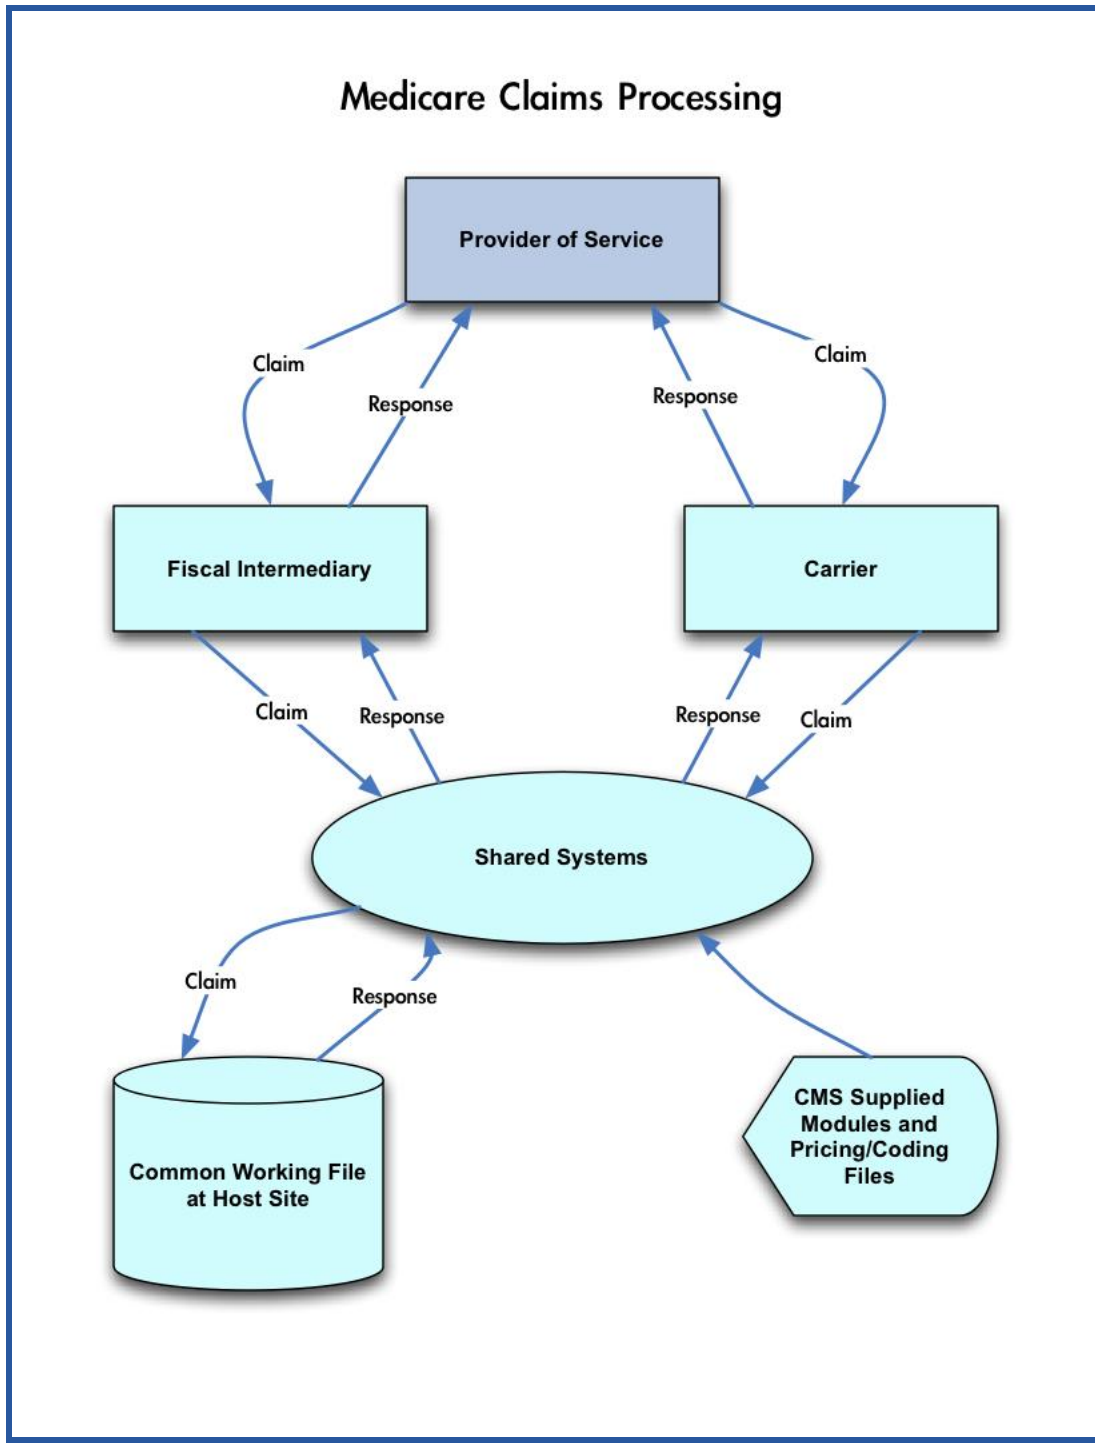 Medicare Claims Processing
Provider of Service
Claim
Response
Response
Claim
Fiscal Intermediary
Carrier
Claim
Response
Response
Claim
Shared Systems
Claim
Response
Common Working File
at Host Site
CMS Supplied
Modules and
Pricing/Coding
Files